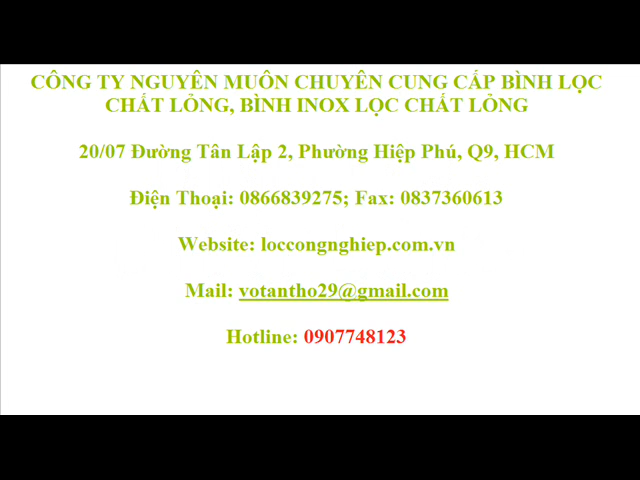 CÔNG TY NGUYÊN MUÔN CHUYÊN CUNG CẤP BÌNH LỌC
CHẤT LỎNG, BÌNH INOX LỌC CHẤT LỎNG
20/07 Đường Tân Lập 2, Phường Hiệp Phú, Q9, HCM
Điện Thoại: 0866839275; Fax: 0837360613
Website: loccongnghiep.com.vn
Mail: votantho29@gmail.com
Hotline: 0907748123